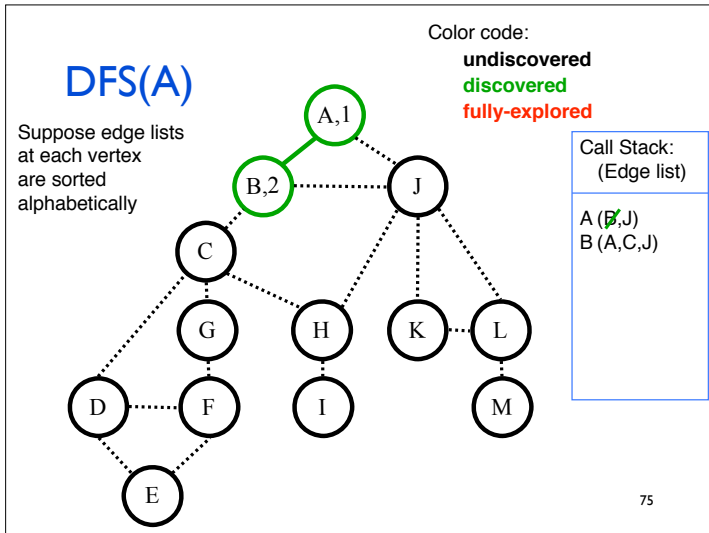 Color code:
undiscovered
discovered
fully-explored
DFS(A)
Suppose edge lists
at each vertex
are sorted
alphabetically
Call Stack:
(Edge list)
A (B,J)
B (A,C,J)
A,1
B,2
J
C
G
H
K
L
D
F
I
M
E
75